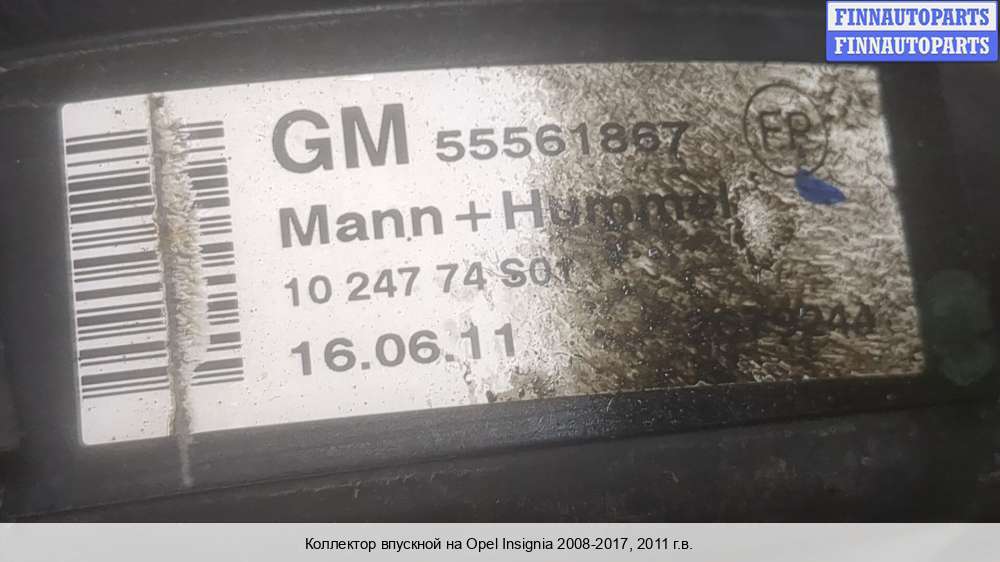 FINNAUTOPARTS
FINNAUTOPARTS
GM 55561867
Mann + Hummel
10 247 74 S01
16.06.11
Коллектор впускной на Opel Insignia 2008-2017, 2011 г.в.